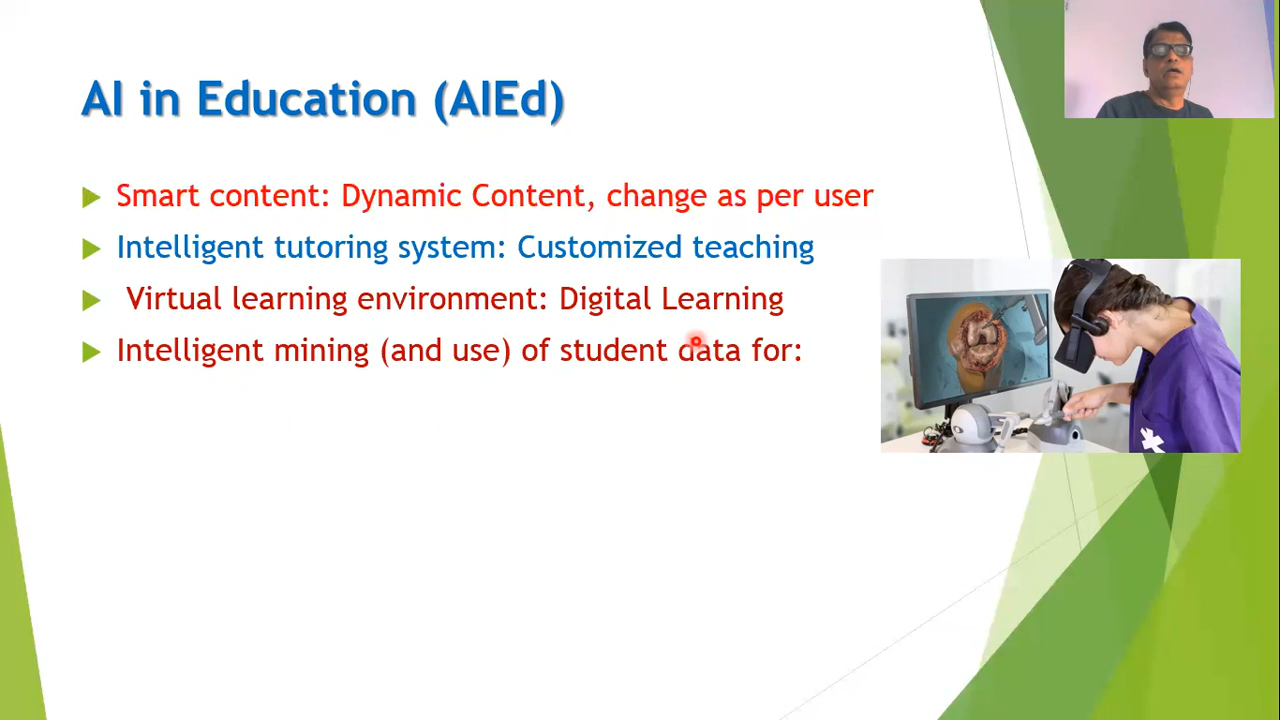 AI in Education (AIEd)
Smart content: Dynamic Content, change as per user
Intelligent tutoring system: Customized teaching
Virtual learning environment: Digital Learning
Intelligent mining (and use) of student data for: